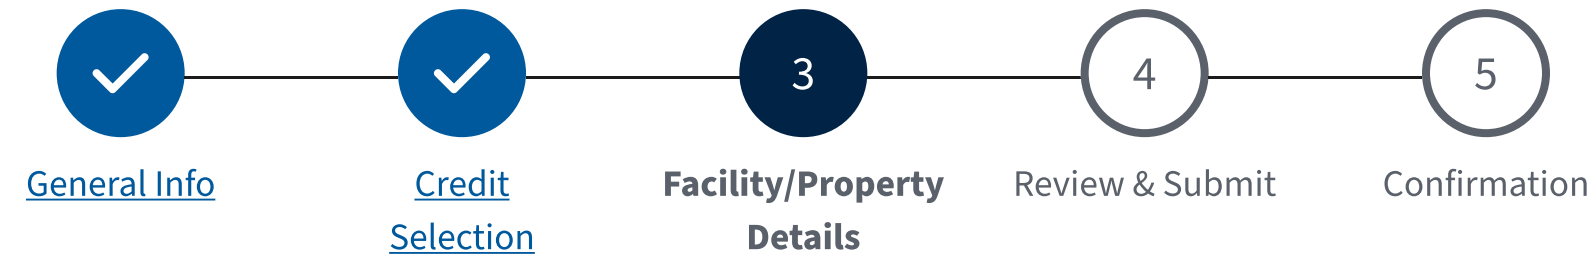 3 4 5
General Info Credit Facility/Property Review & Submit Confirmation
Selection Details